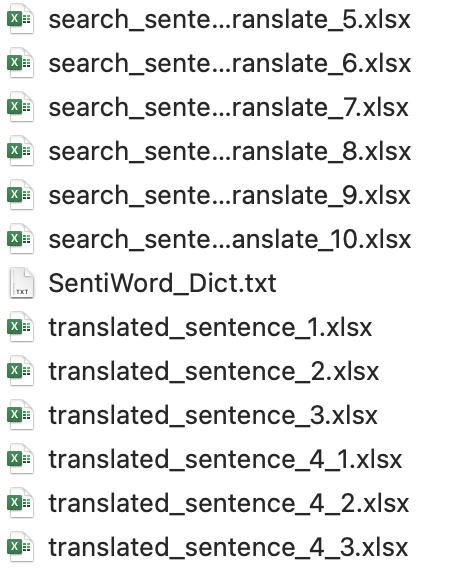 search_sente...ranslate_5.xlsx
search_sente...ranslate_6.xlsx
search_sente...ranslate_7.xlsx
search_sente...ranslate_8.xlsx
search_sente...ranslate_9.xlsx
search_sente...anslate_10.xlsx
SentiWord_Dict.txt
translated_sentence_1.xlsx
translated_sentence_2.xlsx
translated_sentence_3.xlsx
translated_sentence_4_1.xlsx
translated_sentence_4_2.xlsx
translated_sentence_4_3.xlsx